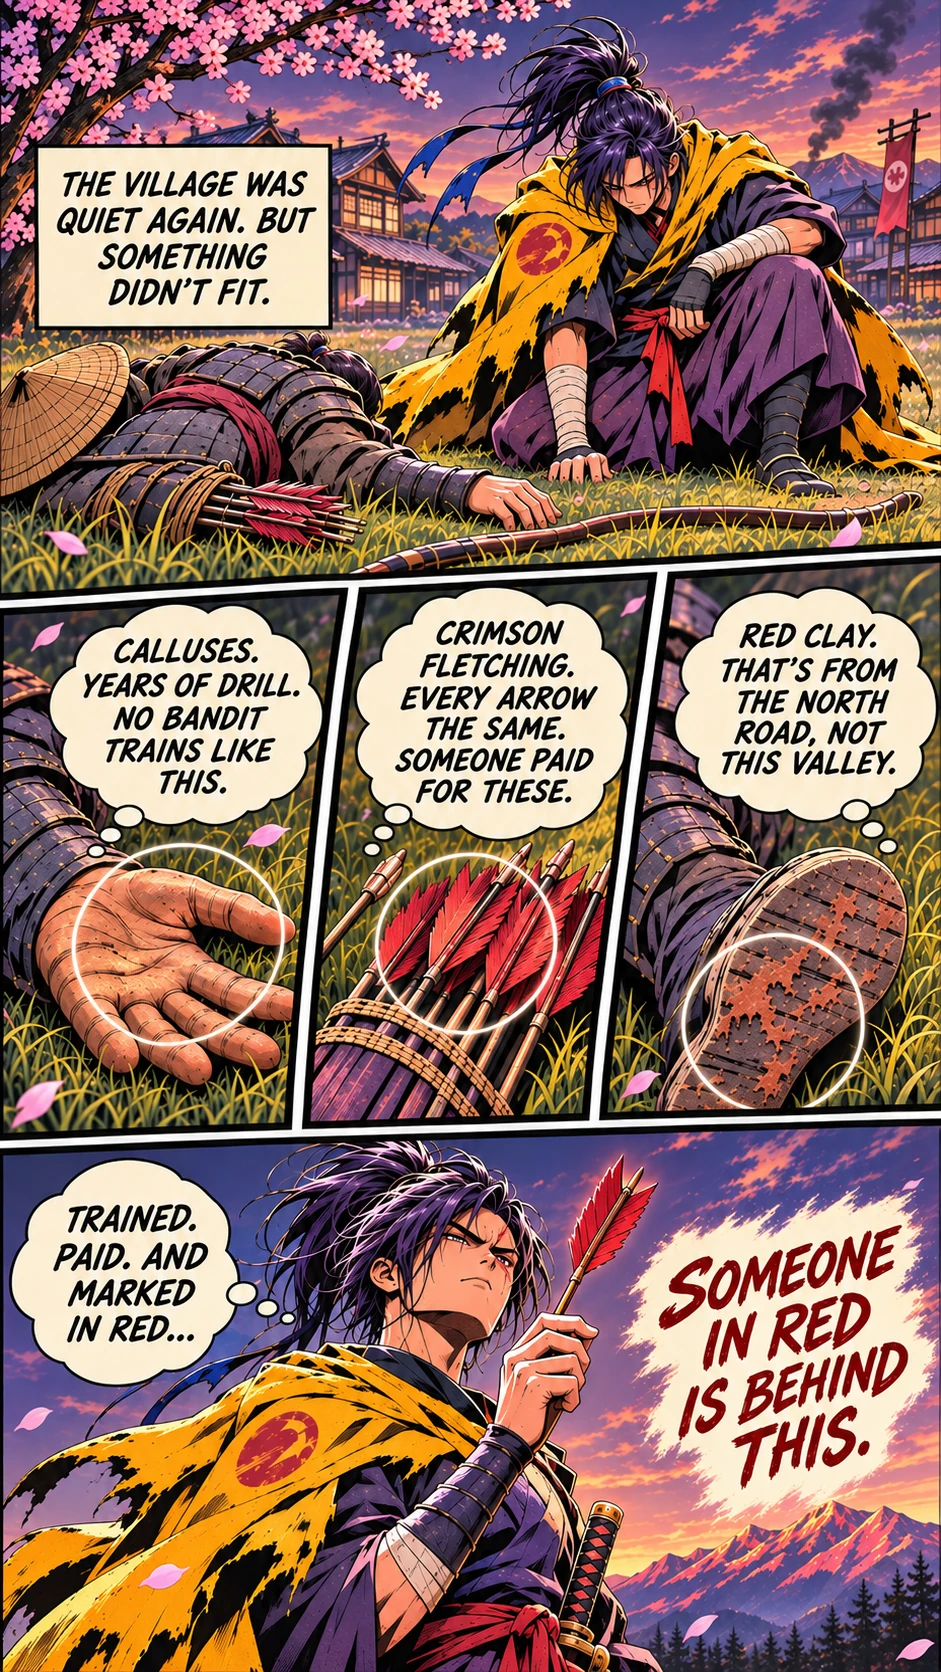 THE VILLAGE WAS
QUIET AGAIN. BUT
SOMETHING
DIDN'T FIT.
CALLUSES.
YEARS OF DRILL.
NO BANDIT
TRAINS LIKE
THIS.
CRIMSON
FLETCHING.
EVERY ARROW
THE SAME.
SOMEONE PAID
FOR THESE.
RED CLAY.
THAT'S FROM
THE NORTH
ROAD, NOT
THIS VALLEY.
TRAINED.
PAID. AND
MARKED
IN RED...
SOMEONE
IN RED
IS BEHIND
THIS.